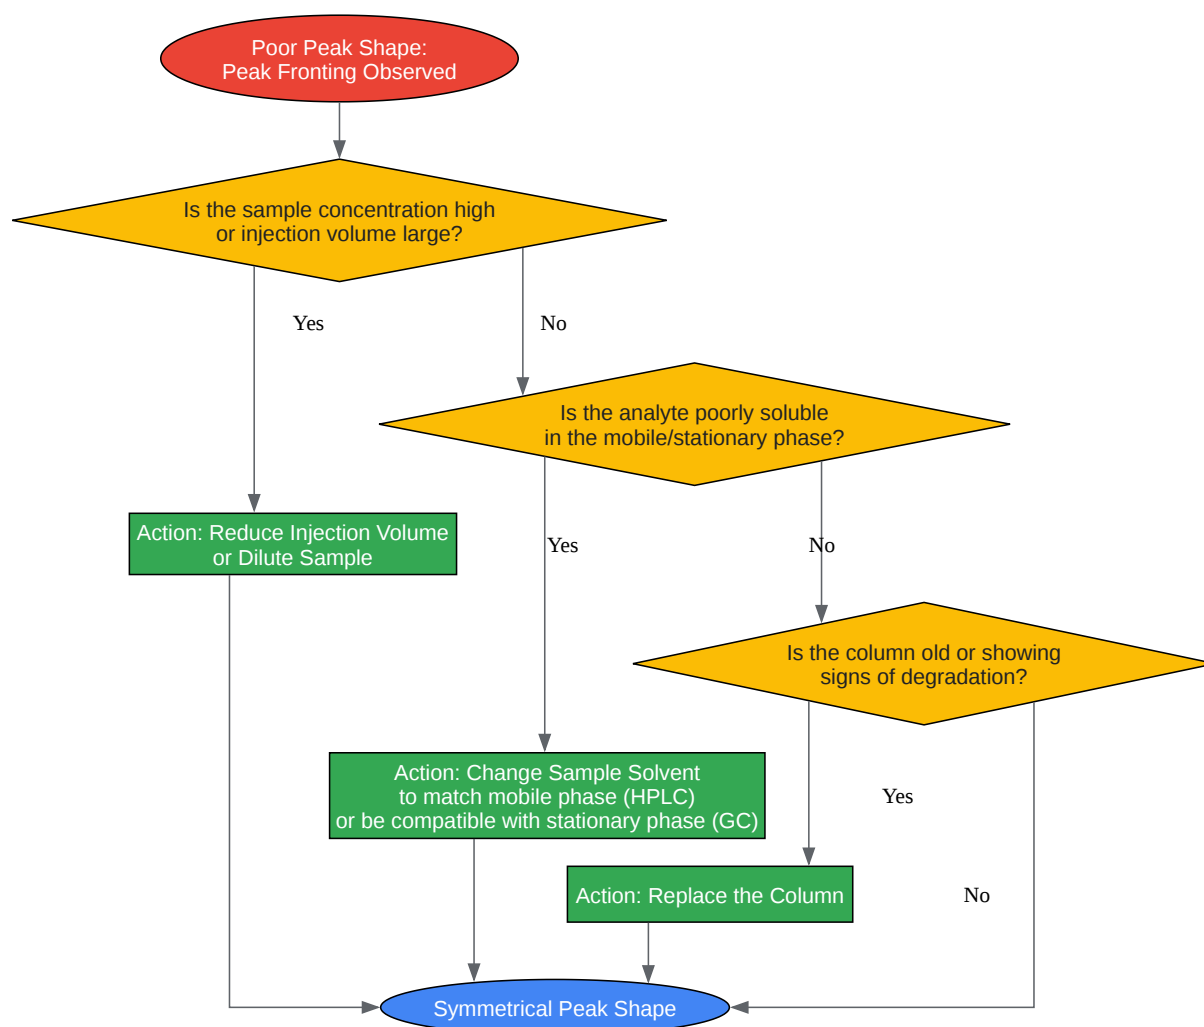 Poor Peak Shape:
Peak Fronting Observed
Is the sample concentration high
or injection volume large?
Yes
No
Is the analyte poorly soluble
in the mobile/stationary phase?
Action: Reduce Injection Volume
or Dilute Sample
Yes
No
Is the column old or showing
signs of degradation?
Action: Change Sample Solvent
to match mobile phase (HPLC)
or be compatible with stationary phase (GC)
Yes
Action: Replace the Column
No
Symmetrical Peak Shape